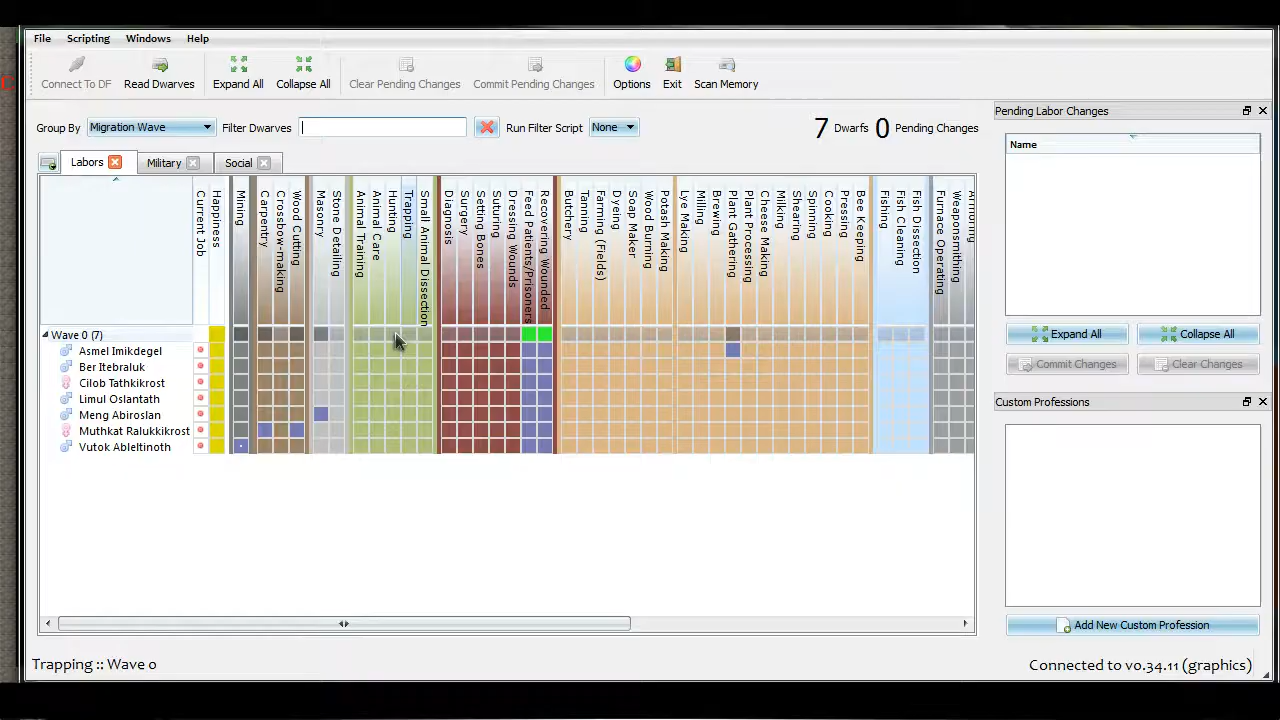 File Scripting Windows Help
Connect To DF Read Dwarves Expand All Collapse All Clear Pending Changes Commit Pending Changes Options Exit Scan Memory
Group By Migration Wave Filter Dwarves Run Filter Script None 7 Dwarfs 0 Pending Changes
Labors Military Social
Current Job
Happiness
Mining
Carpentry
Crossbow-making
Wood Cutting
Masonry
Stone Detailing
Animal Training
Animal Care
Hunting
Trapping
Small Animal Dissection
Diagnosis
Surgery
Setting Bones
Suturing
Dressing Wounds
Feed Patients/Prisoners
Recovering Wounded
Butchery
Tanning
Farming (Fields)
Dyeing
Soap Maker
Wood Burning
Potash Making
Lye Making
Milling
Brewing
Plant Gathering
Plant Processing
Cheese Making
Milking
Shearing
Spinning
Cooking
Pressing
Bee Keeping
Fishing
Fish Cleaning
Fish Dissection
Furnace Operating
Weaponsmithing
Wave 0 (7)
Asmel Imikdegel
Ber Itebraluk
Cilob Tathkikrost
Limul Oslantath
Meng Abiroslan
Muthkat Ralukkikrost
Vutok Ableltinoth
Pending Labor Changes
Name
Expand All Collapse All
Commit Changes Clear Changes
Custom Professions
Add New Custom Profession
Trapping :: Wave 0
Connected to v0.34.11 (graphics)